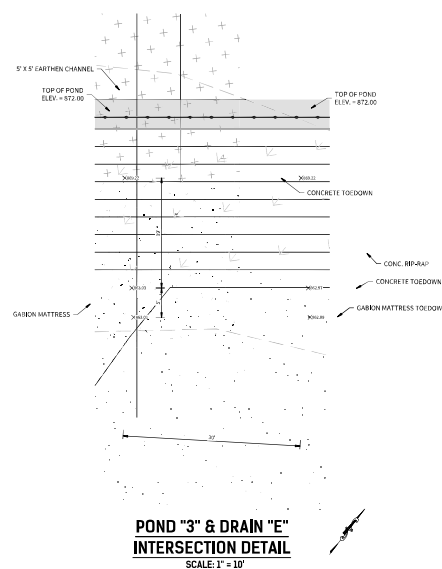 5' X 5' EARTHEN CHANNEL
TOP OF POND
ELEV. = 872.00
TOP OF POND
ELEV. = 872.00
CONCRETE TOEDOWN
CONC. RIP-RAP
CONCRETE TOEDOWN
GABION MATTRESS
GABION MATTRESS TOEDOW
30'
POND "3" & DRAIN "E"
INTERSECTION DETAIL
SCALE: 1" = 10'